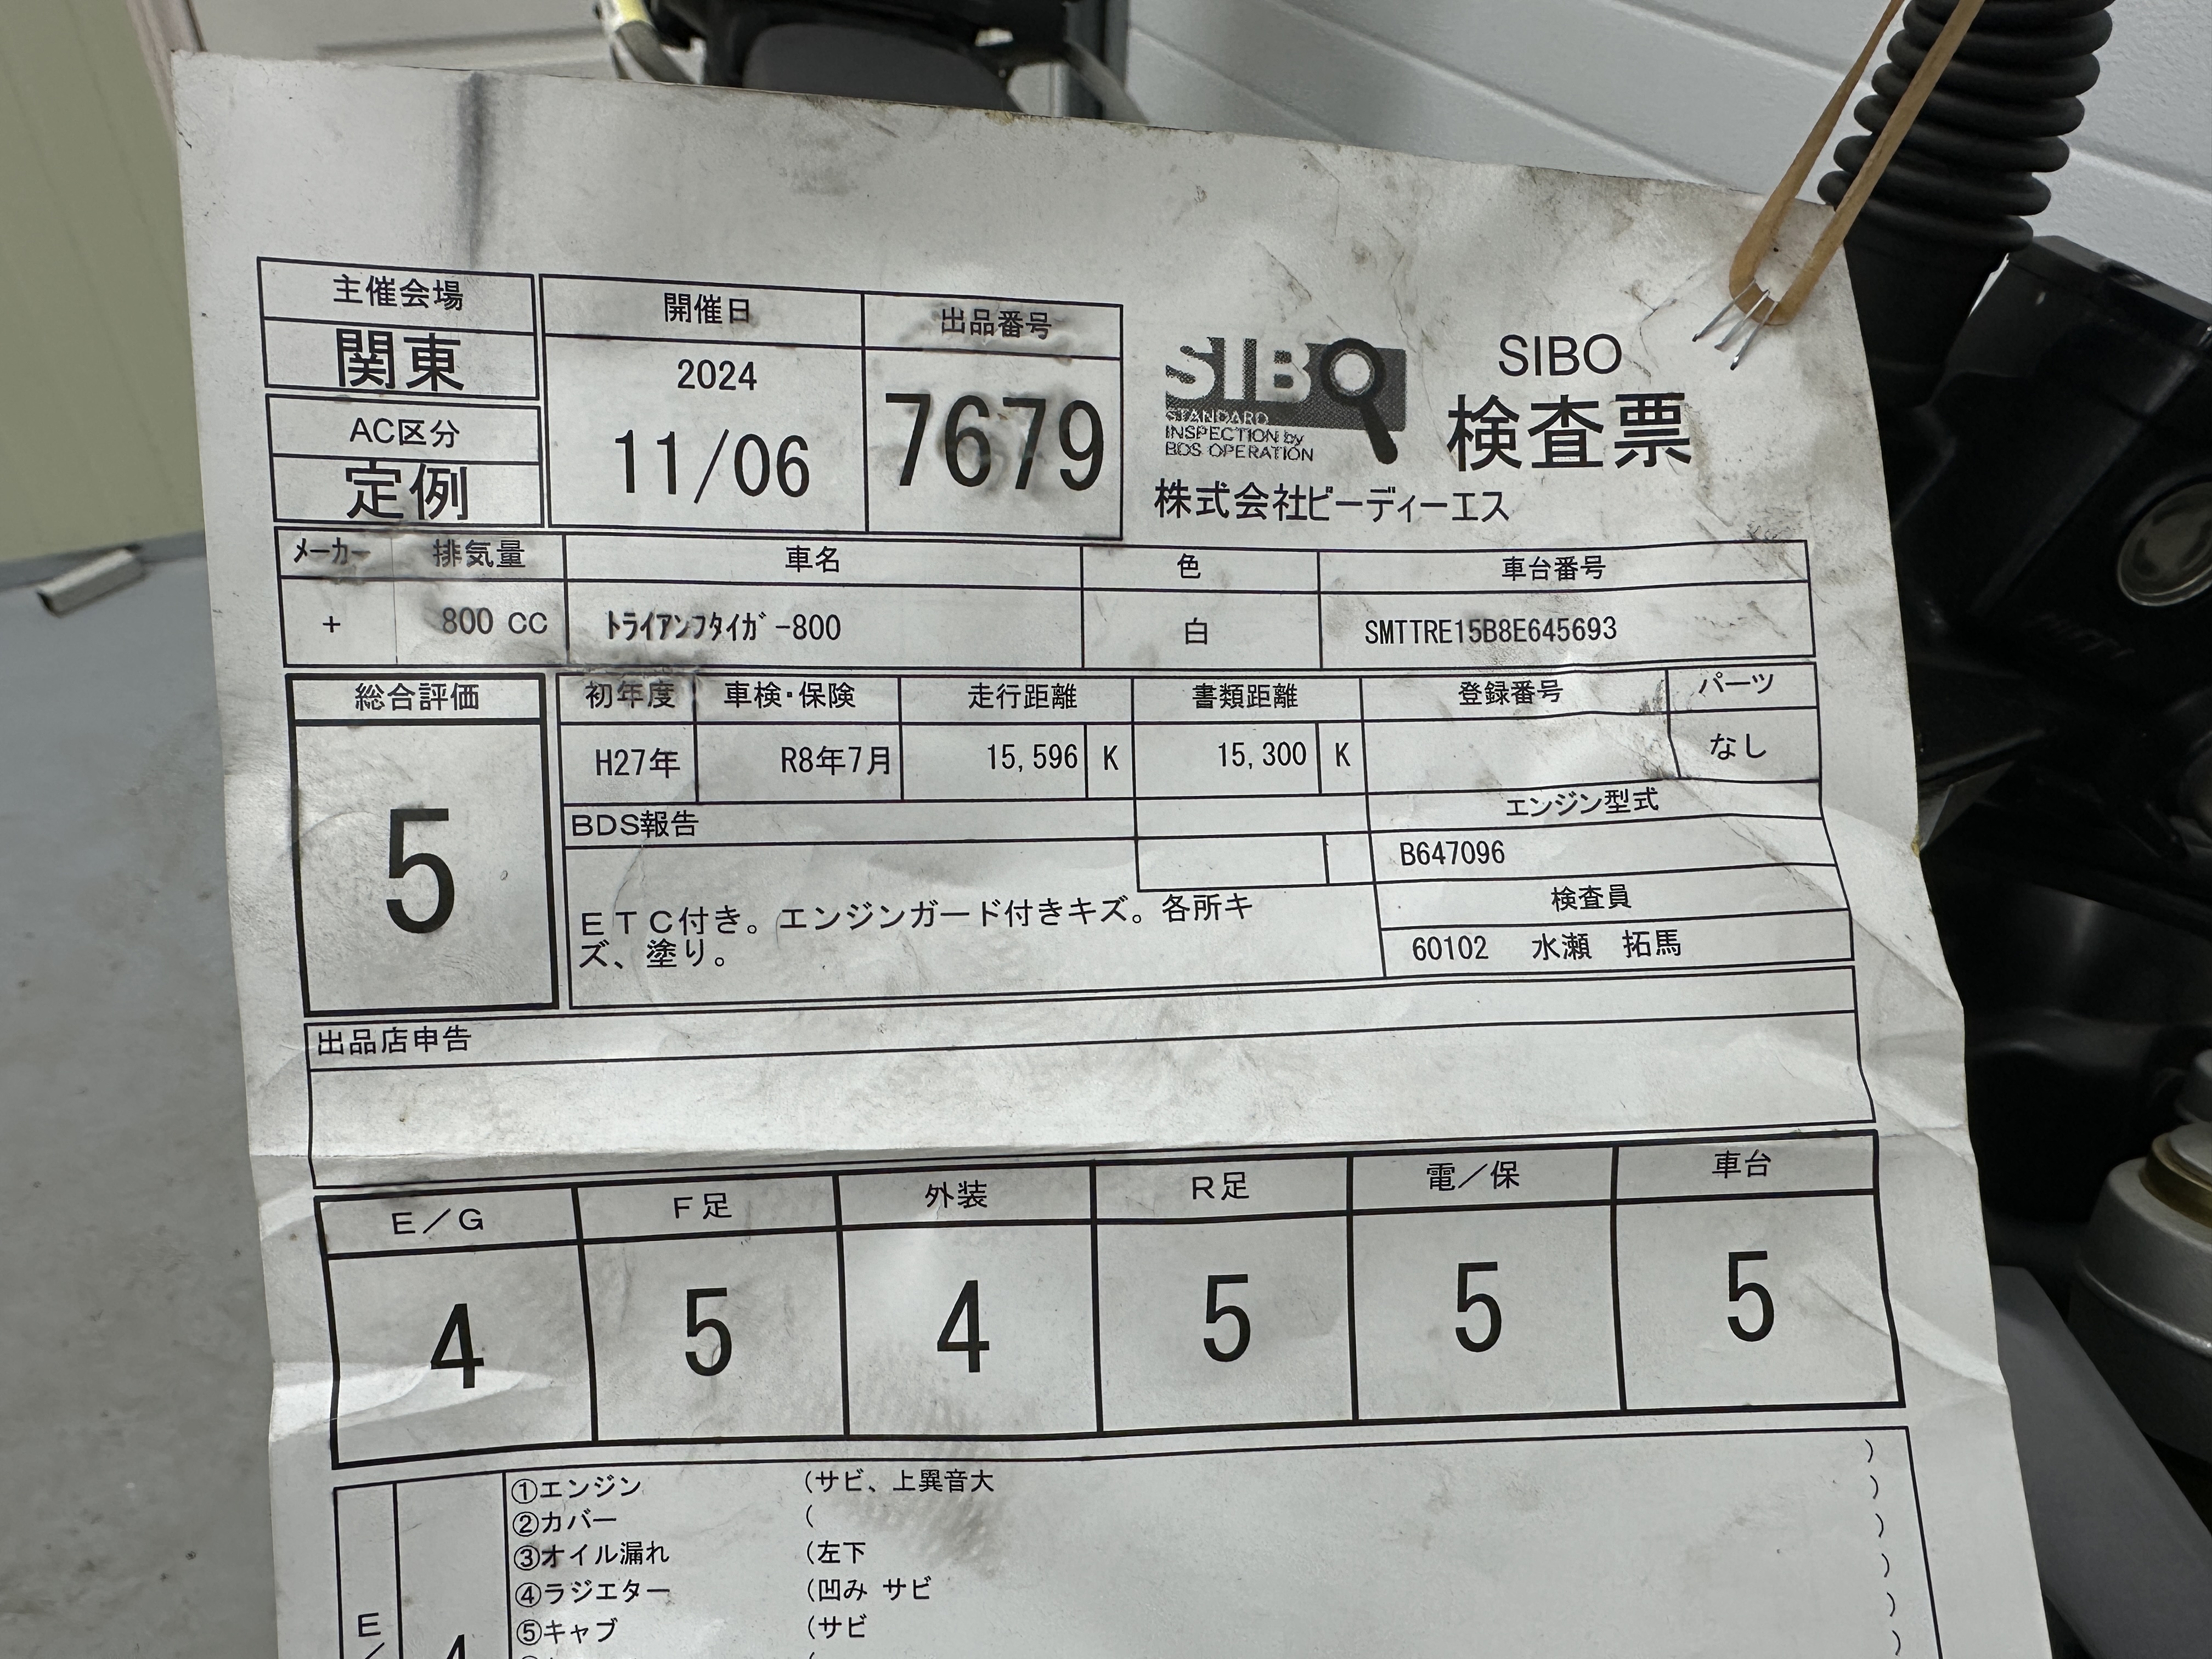 主催会場
関東
AC区分
定例
開催日
2024
11/06
出品番号
7679
SIBO
STANDARD
INSPECTION by
BDS OPERATION
SIBO
検査票
株式会社ビーディーエス
メーカー 排気量 車名 色 車台番号
+ 800 CC トライアンフタイガー800 白 SMTTRE15B8E645693
総合評価
5
初年度 車検・保険 走行距離 書類距離 登録番号 パーツ
H27年 R8年7月 15,596 K 15,300 K なし
BDS報告
ETC付き。エンジンガード付きキズ。各所キ
ズ、塗り。
エンジン型式
B647096
検査員
60102 水瀬 拓馬
出品店申告
E/G F足 外装 R足 電/保 車台
4 5 4 5 5 5
E/
4
①エンジン (サビ、上異音大 )
②カバー ( )
③オイル漏れ (左下 )
④ラジエター (凹み サビ )
⑤キャブ (サビ )